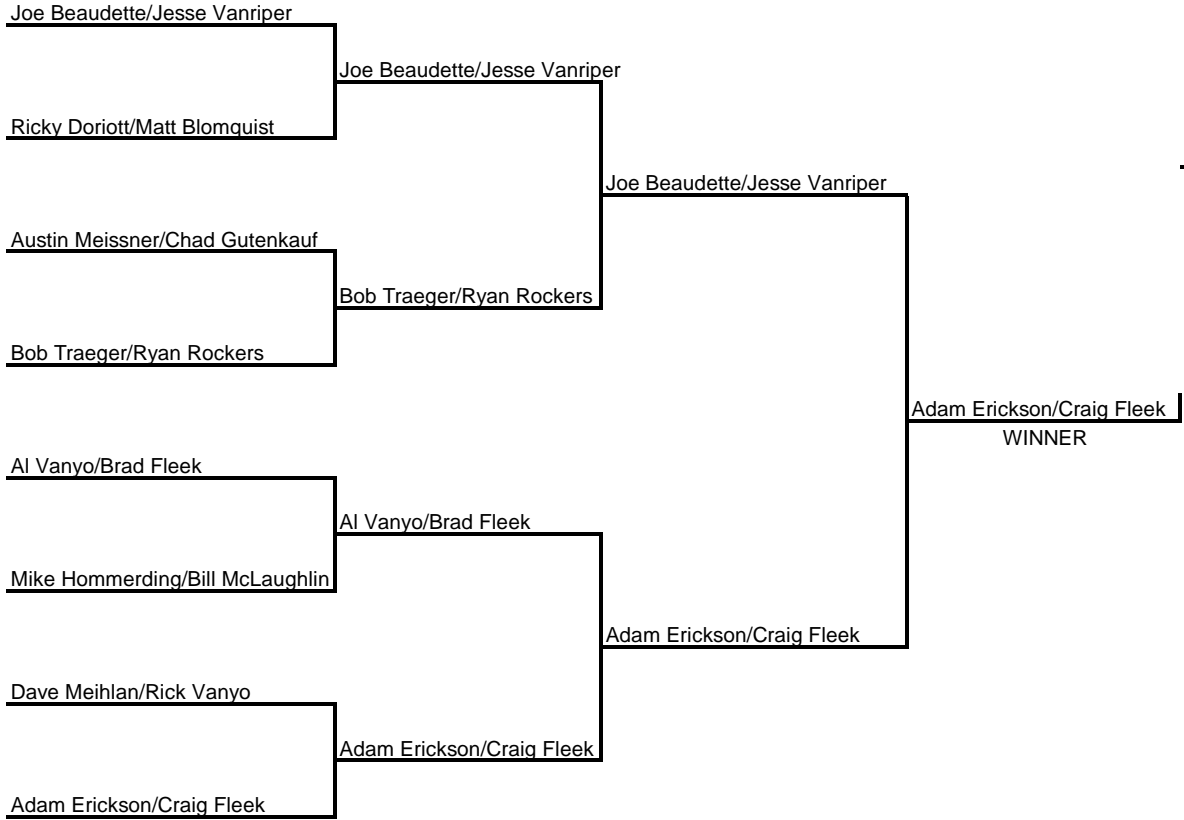 Joe Beaudette/Jesse Vanriper
Joe Beaudette/Jesse Vanriper
Ricky Doriott/Matt Blomquist
Joe Beaudette/Jesse Vanriper
Austin Meissner/Chad Gutenkauf
Bob Traeger/Ryan Rockers
Bob Traeger/Ryan Rockers
Adam Erickson/Craig Fleek
WINNER
Al Vanyo/Brad Fleek
Al Vanyo/Brad Fleek
Mike Hommerding/Bill McLaughlin
Adam Erickson/Craig Fleek
Dave Meihlan/Rick Vanyo
Adam Erickson/Craig Fleek
Adam Erickson/Craig Fleek